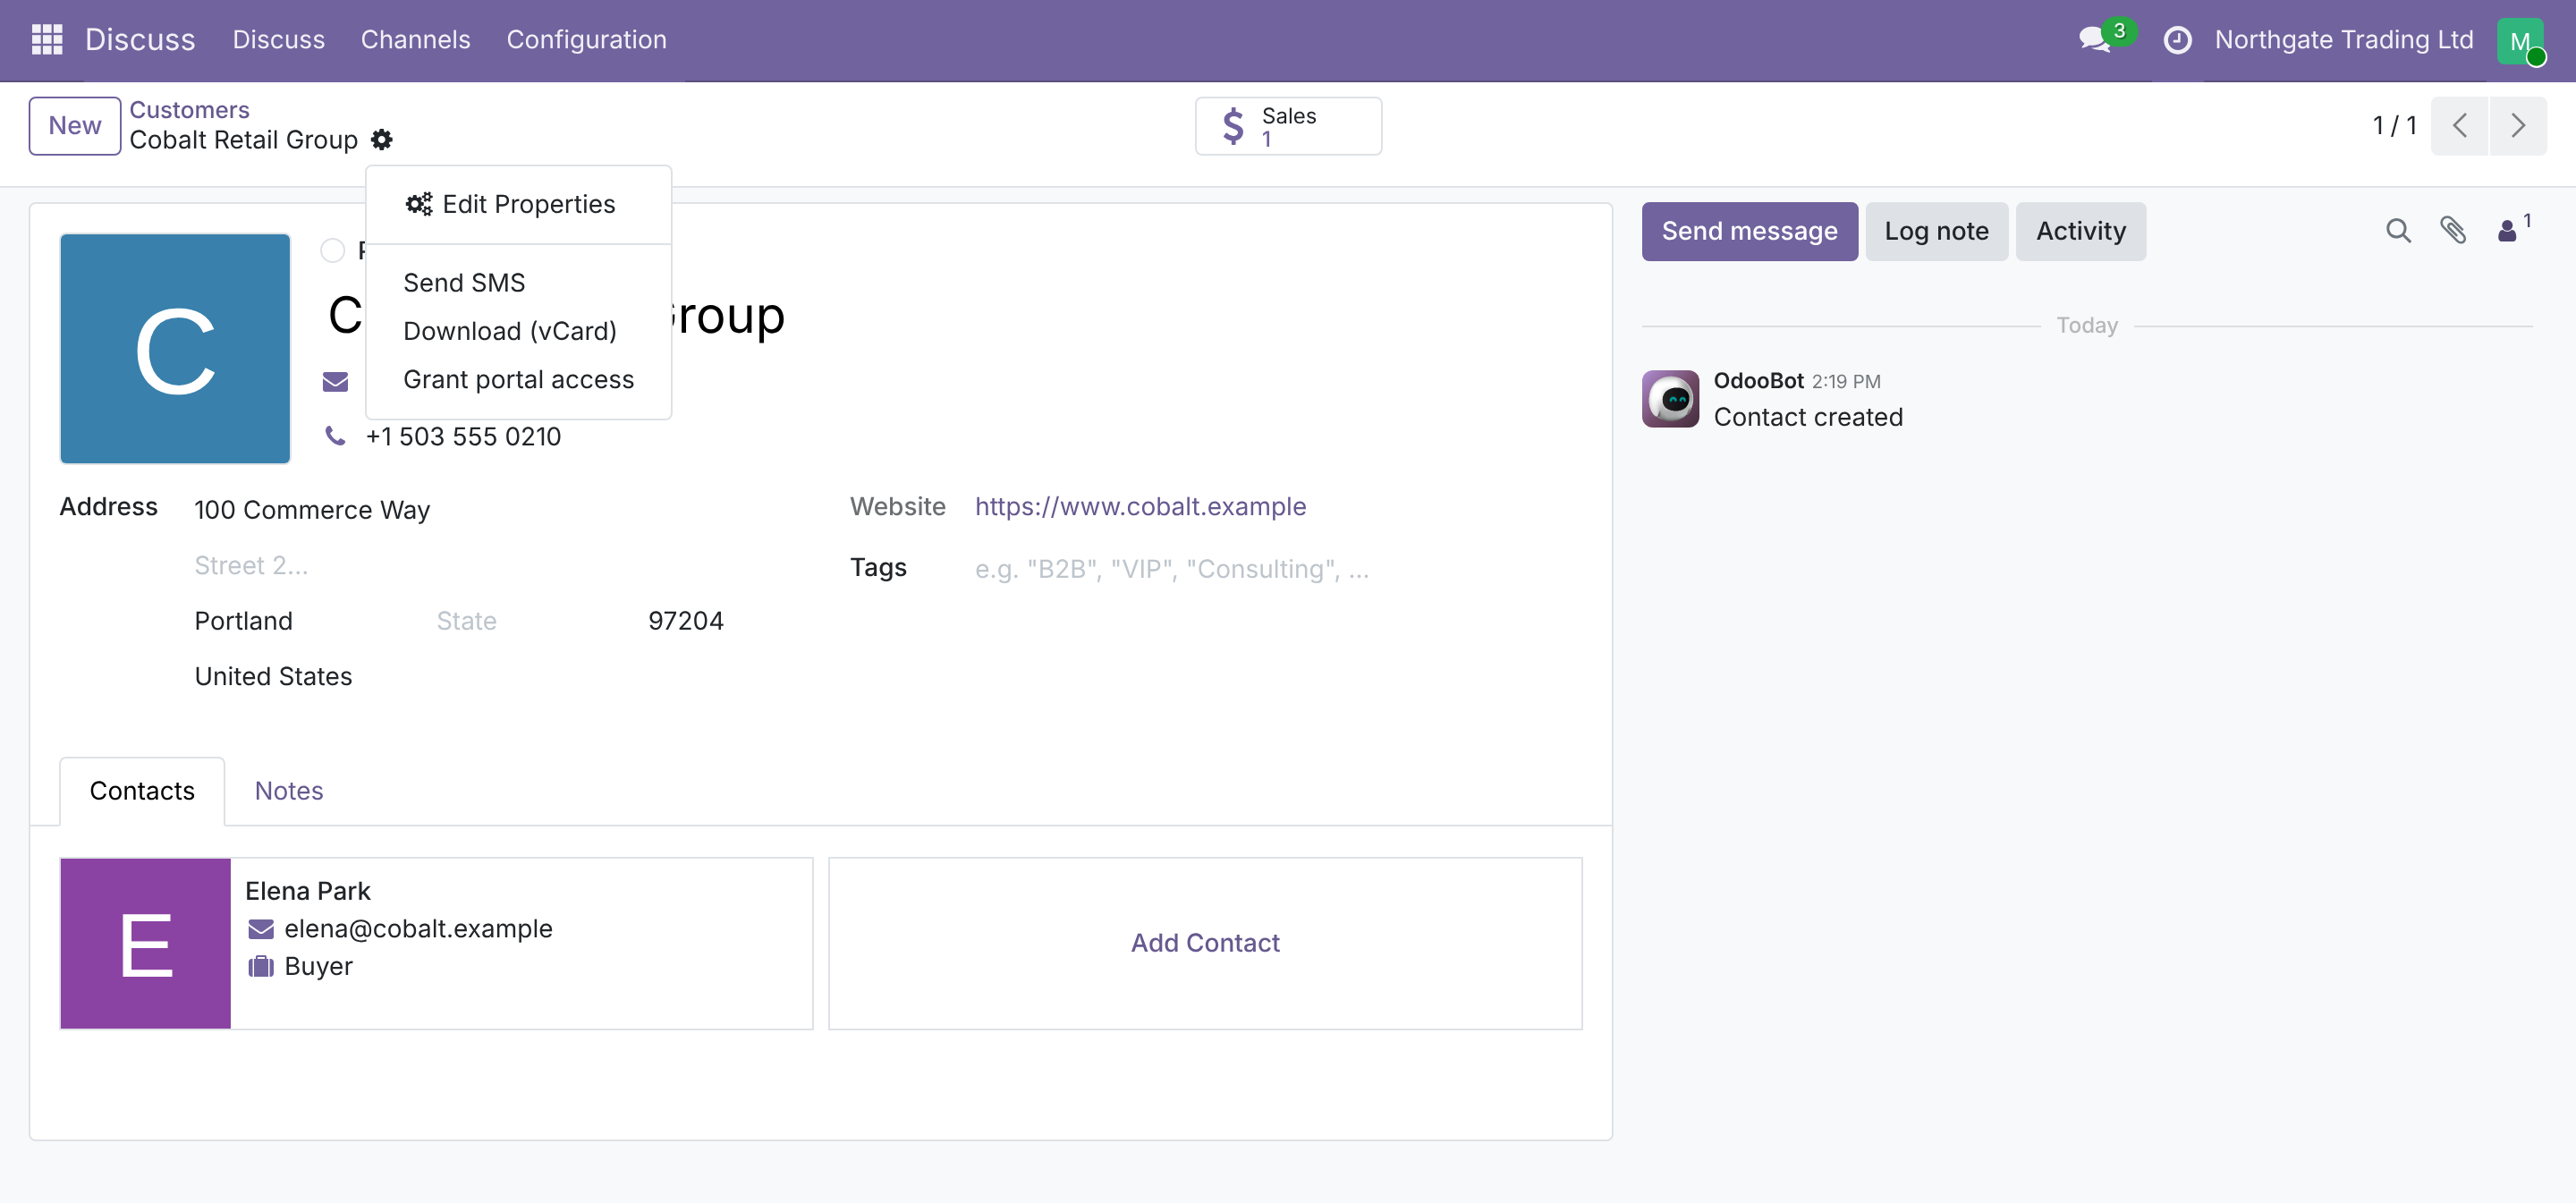 Discuss Discuss Channels Configuration 3 Northgate Trading Ltd M
New Customers Sales 1 / 1
Cobalt Retail Group 1
Edit Properties
Send SMS
Download (vCard)
Grant portal access
C
C Group
+1 503 555 0210
Address 100 Commerce Way
Street 2...
Portland State 97204
United States
Website https://www.cobalt.example
Tags e.g. "B2B", "VIP", "Consulting", ...
Contacts Notes
E
Elena Park
elena@cobalt.example
Buyer
Add Contact
Send message Log note Activity 1
Today
OdooBot 2:19 PM
Contact created